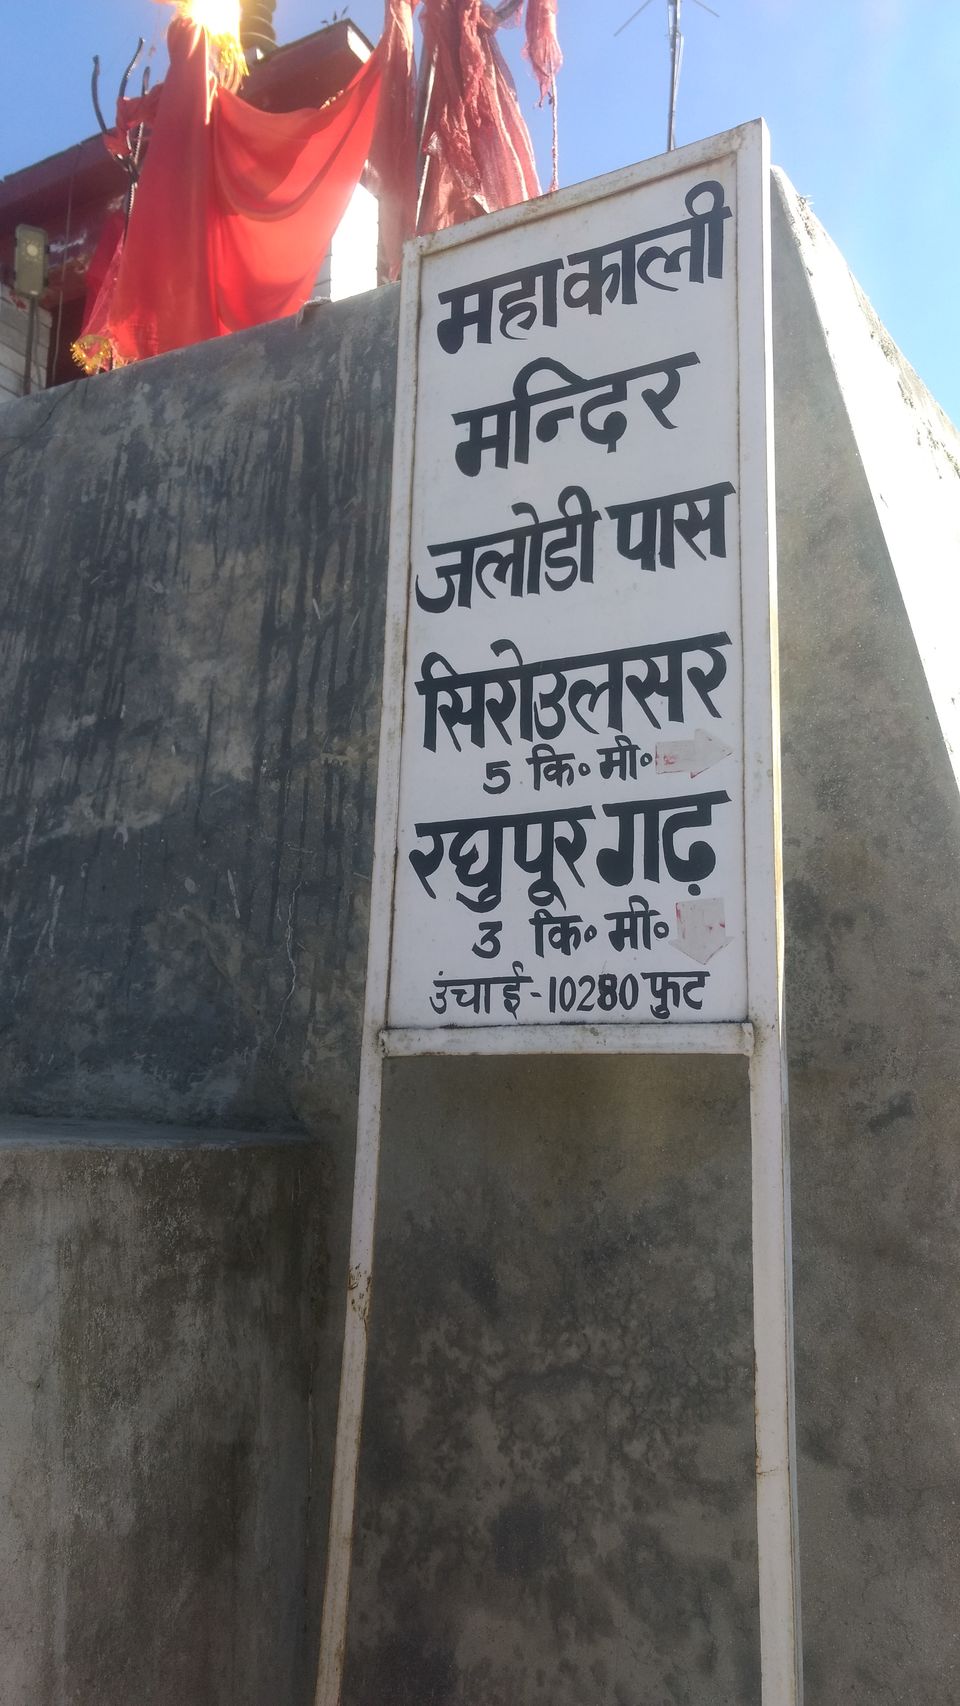 महाकाली
मन्दिर
जलोडी पास
सिरोउलसर
5 कि॰ मी॰
रघुपूर गढ़
3 कि॰ मी॰
उंचाई-10280 फुट